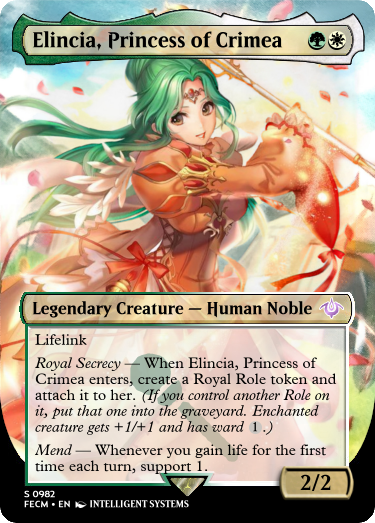 Elincia, Princess of Crimea
Legendary Creature — Human Noble
Lifelink
Royal Secrecy — When Elincia, Princess of
Crimea enters, create a Royal Role token and
attach it to her. (If you control another Role on
it, put that one into the graveyard. Enchanted
creature gets +1/+1 and has ward 1.)
Mend — Whenever you gain life for the first
time each turn, support 1.
2/2
S 0982
FECM • EN INTELLIGENT SYSTEMS